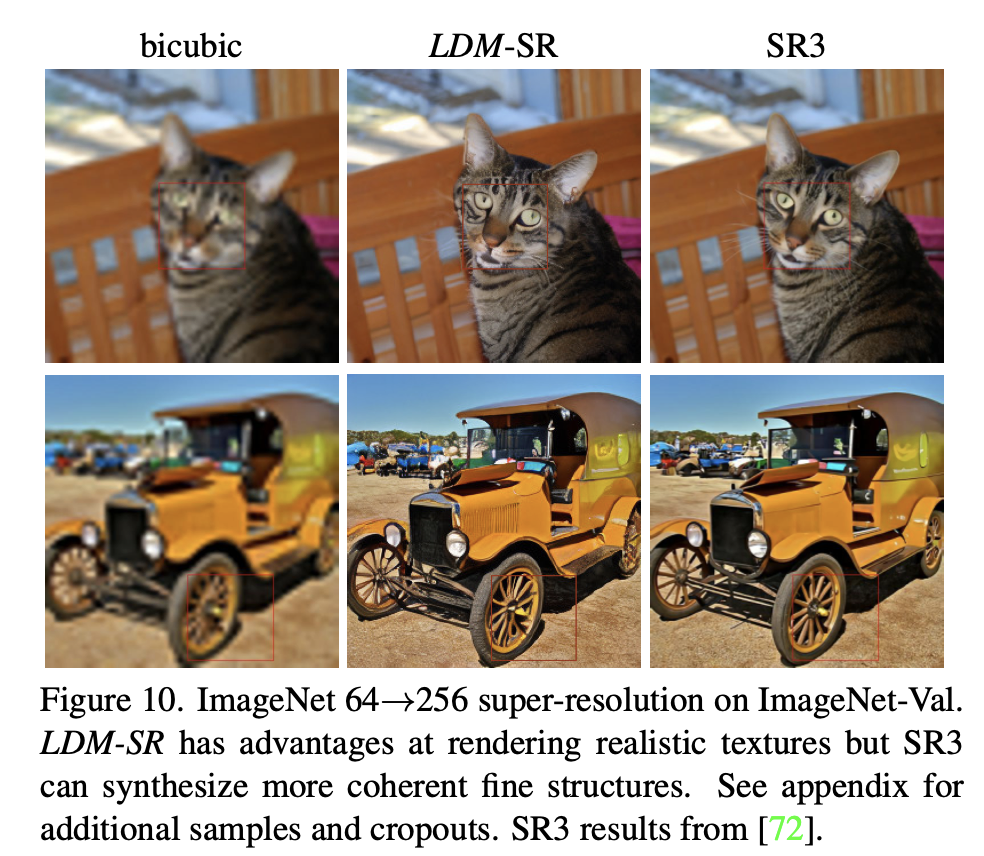 bicubic LDM-SR SR3
Figure 10. ImageNet 64→256 super-resolution on ImageNet-Val.
LDM-SR has advantages at rendering realistic textures but SR3
can synthesize more coherent fine structures. See appendix for
additional samples and cropouts. SR3 results from [72].